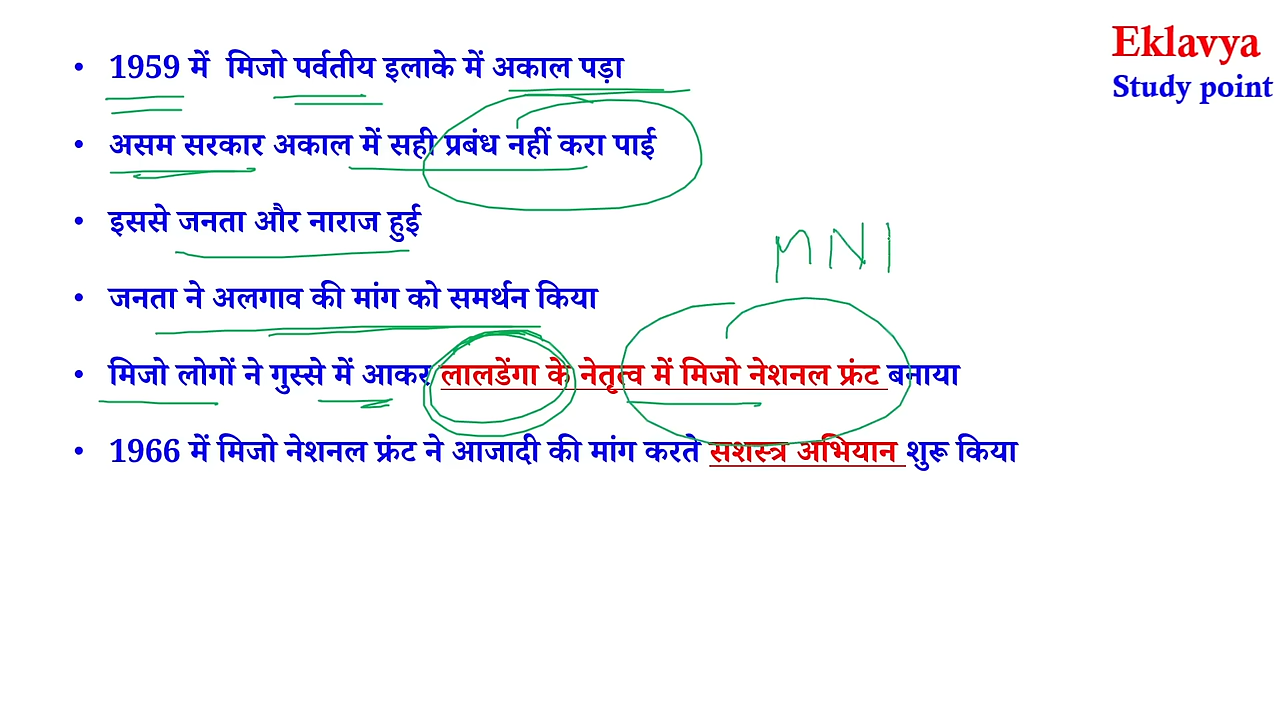 Eklavya
Study point
• 1959 में मिजो पर्वतीय इलाके में अकाल पड़ा
• असम सरकार अकाल में सही प्रबंध नहीं करा पाई
• इससे जनता और नाराज हुई
MNI
• जनता ने अलगाव की मांग को समर्थन किया
• मिजो लोगों ने गुस्से में आकर लालडेंगा के नेतृत्व में मिजो नेशनल फ्रंट बनाया
• 1966 में मिजो नेशनल फ्रंट ने आजादी की मांग करते सशस्त्र अभियान शुरू किया